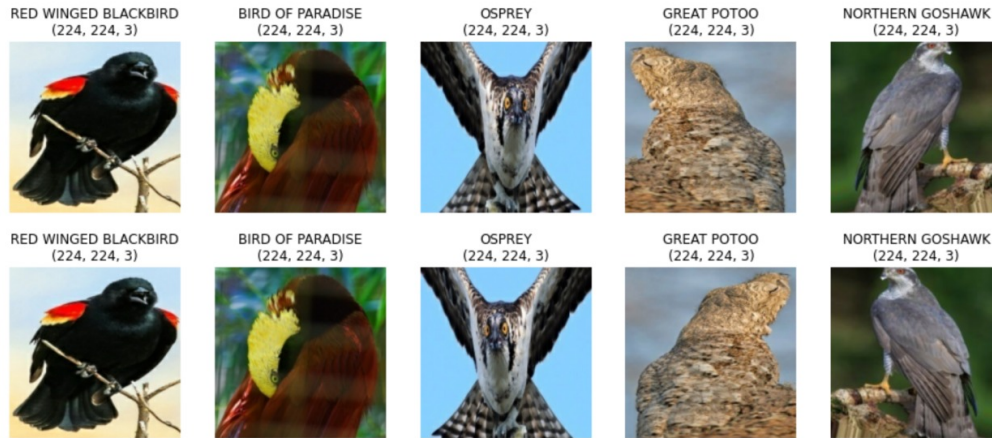 RED WINGED BLACKBIRD
(224, 224, 3)
BIRD OF PARADISE
(224, 224, 3)
OSPREY
(224, 224, 3)
GREAT POTOO
(224, 224, 3)
NORTHERN GOSHAWK
(224, 224, 3)
RED WINGED BLACKBIRD
(224, 224, 3)
BIRD OF PARADISE
(224, 224, 3)
OSPREY
(224, 224, 3)
GREAT POTOO
(224, 224, 3)
NORTHERN GOSHAWK
(224, 224, 3)